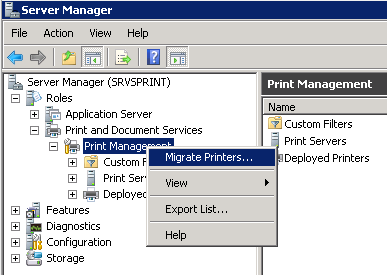 Server Manager
File Action View Help
Server Manager (SRVSPRINT)
Roles
Application Server
Print and Document Services
Print Management
Custom F
Print Serv
Deployed
Features
Diagnostics
Configuration
Storage
Migrate Printers...
View
Export List...
Help
Print Management
Name
Custom Filters
Print Servers
Deployed Printers